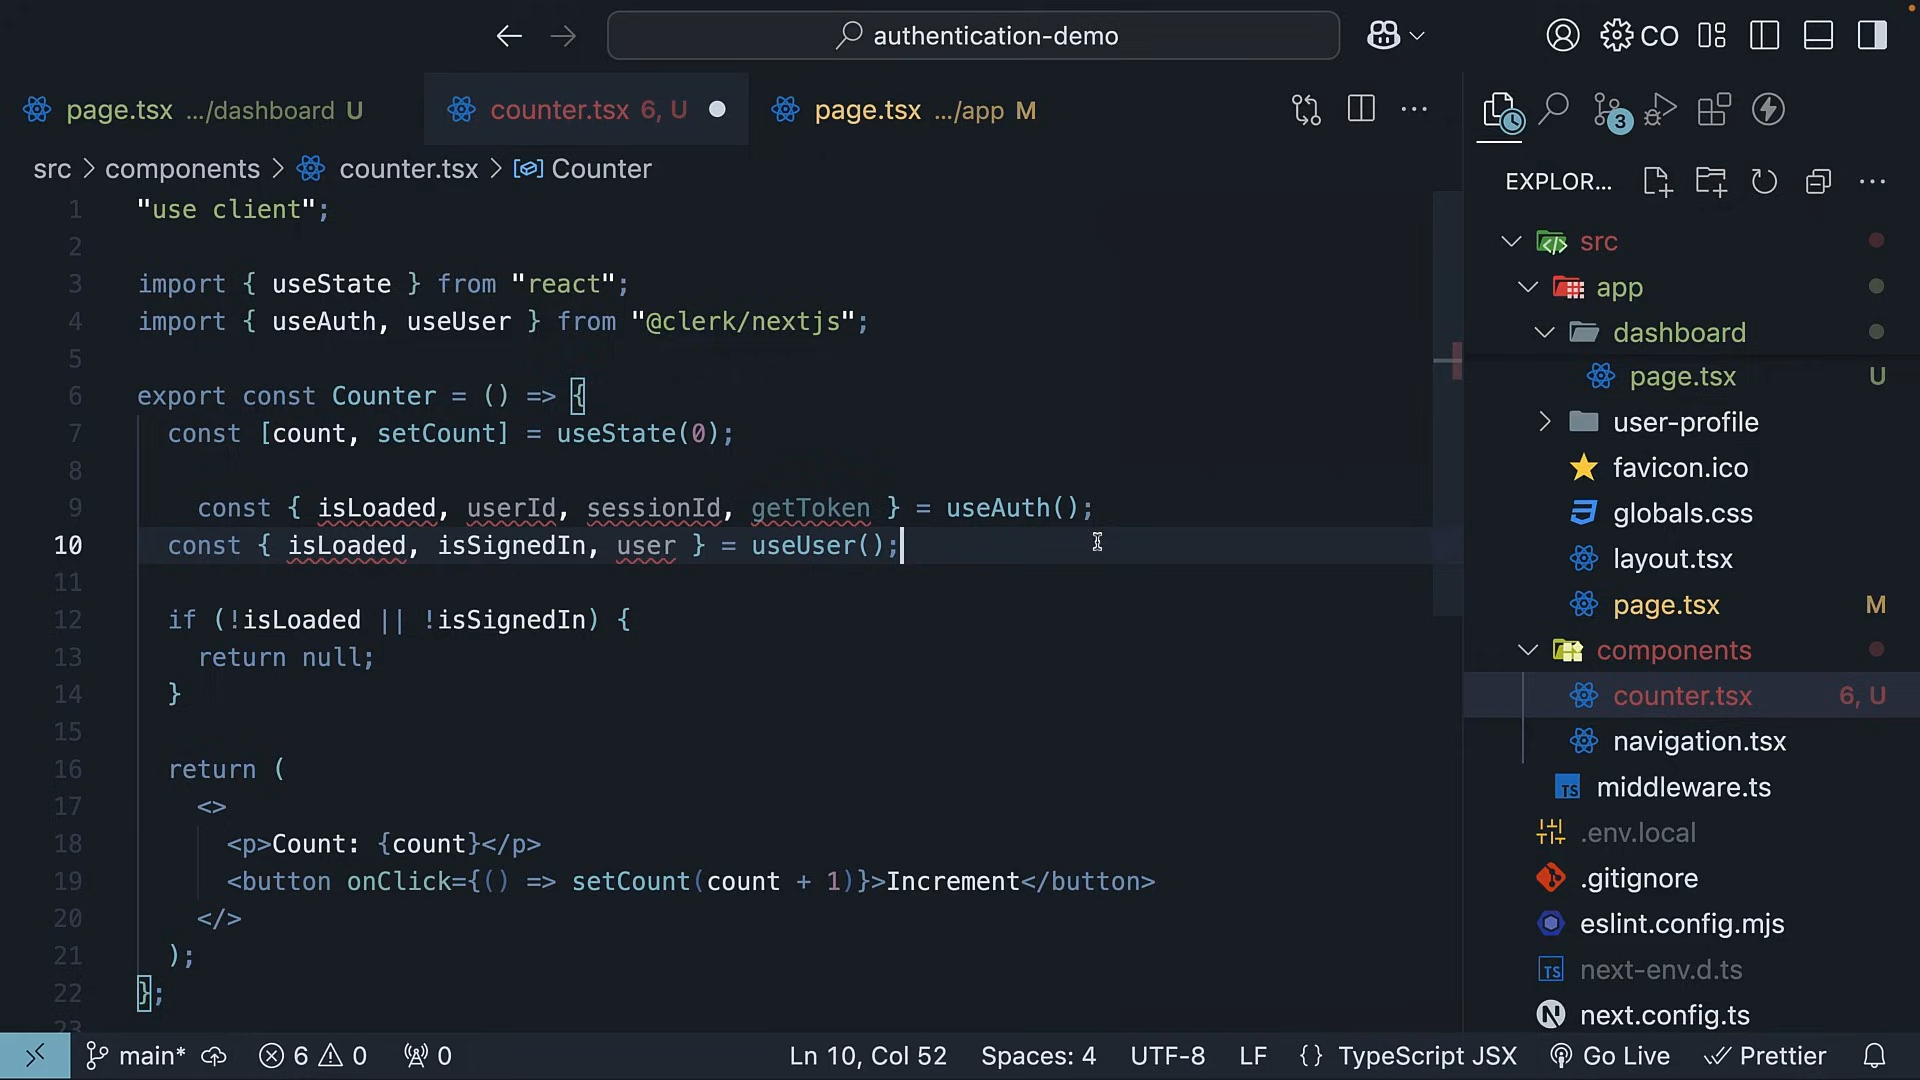 authentication-demo
CO
page.tsx .../dashboard U
counter.tsx 6, U
page.tsx .../app M
3
src > components > counter.tsx > Counter
EXPLOR...
1 "use client";
2
3 import { useState } from "react";
4 import { useAuth, useUser } from "@clerk/nextjs";
5
6 export const Counter = () => {
7 const [count, setCount] = useState(0);
8
9 const { isLoaded, userId, sessionId, getToken } = useAuth();
10 const { isLoaded, isSignedIn, user } = useUser();
11
12 if (!isLoaded || !isSignedIn) {
13 return null;
14 }
15
16 return (
17 <>
18 <p>Count: {count}</p>
19 <button onClick={() => setCount(count + 1)}>Increment</button>
20 </>
21 );
22 };
23
src
app
dashboard
page.tsx U
user-profile
favicon.ico
globals.css
layout.tsx
page.tsx M
components
counter.tsx 6, U
navigation.tsx
TS middleware.ts
.env.local
.gitignore
eslint.config.mjs
TS next-env.d.ts
N next.config.ts
main* 6 0 0
Ln 10, Col 52 Spaces: 4 UTF-8 LF {} TypeScript JSX Go Live Prettier